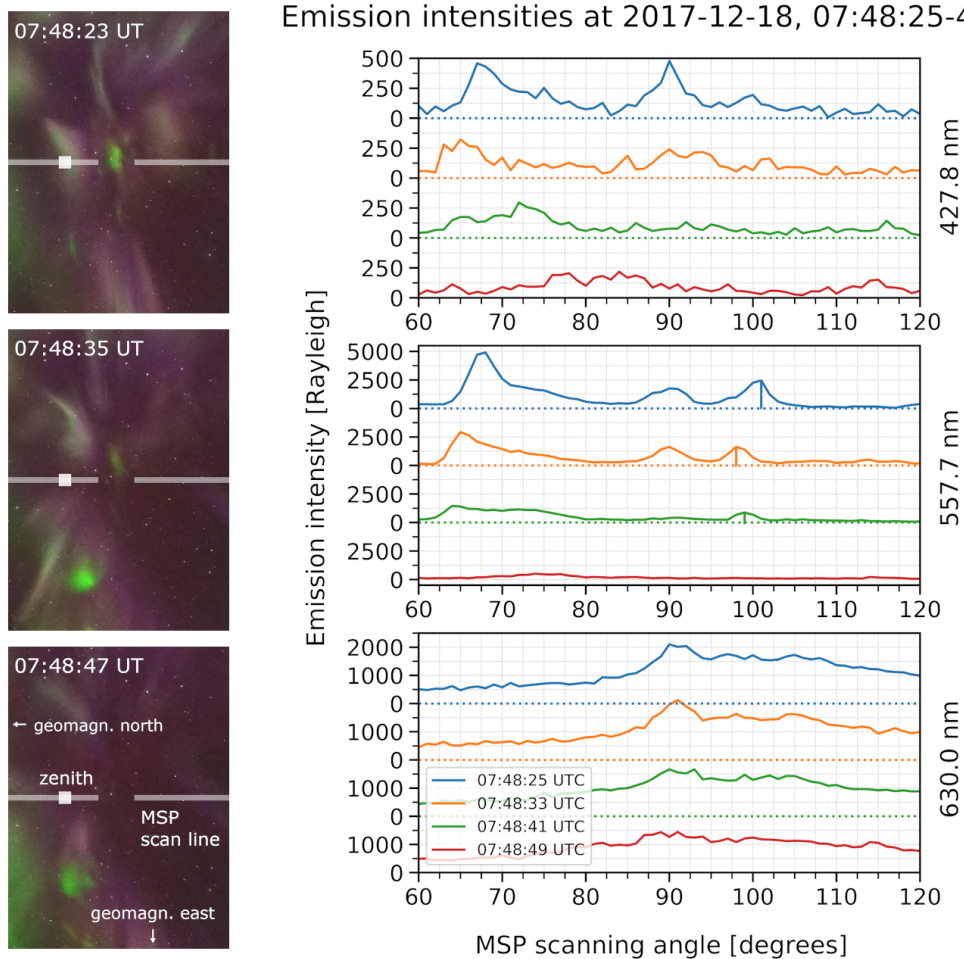 Emission intensities at 2017-12-18, 07:48:25-4
07:48:23 UT
07:48:35 UT
07:48:47 UT
← geomagn. north
zenith
MSP
scan line
geomagn. east
↓
Emission intensity [Rayleigh]
500
250
0
250
0
250
0
250
0
60 70 80 90 100 110 120
427.8 nm
5000
2500
0
2500
0
2500
0
2500
0
60 70 80 90 100 110 120
557.7 nm
2000
1000
0
1000
0
1000
0
1000
0
60 70 80 90 100 110 120
630.0 nm
07:48:25 UTC
07:48:33 UTC
07:48:41 UTC
07:48:49 UTC
MSP scanning angle [degrees]